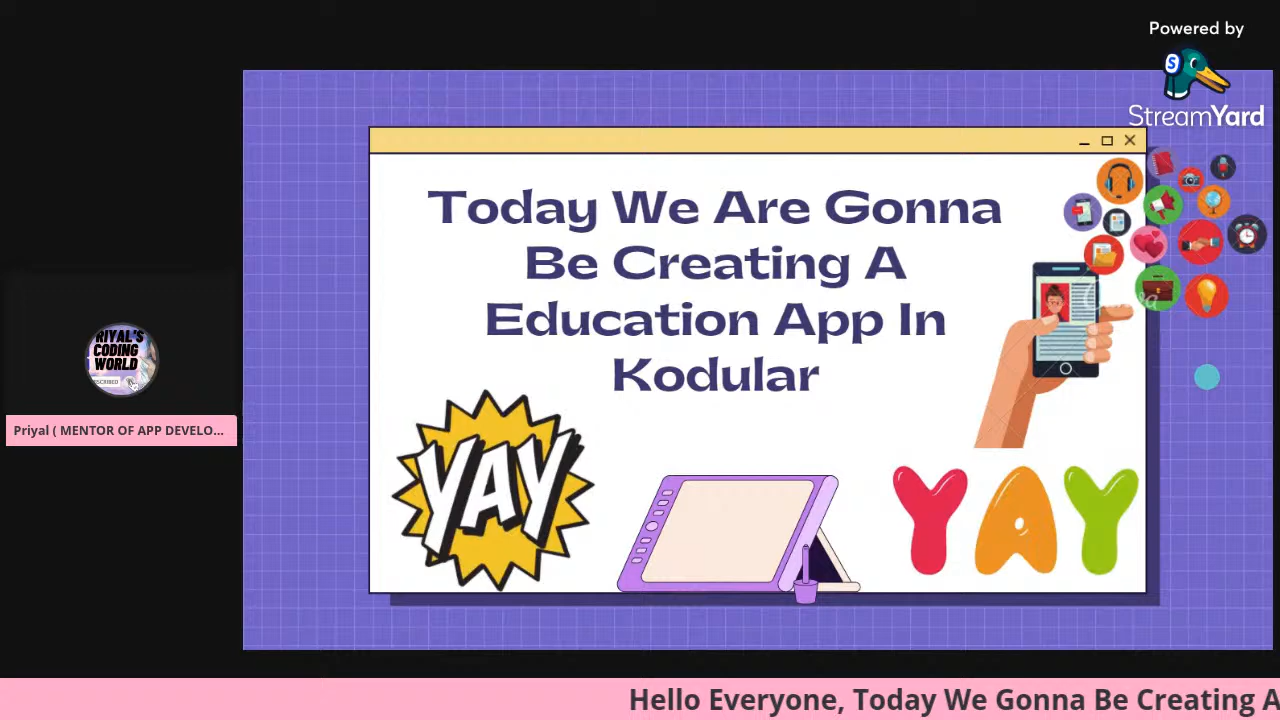 Powered by
StreamYard
Today We Are Gonna
Be Creating A
Education App In
Kodular
YAY
YAY
RIYAL'S
CODING
WORLD
Priyal ( MENTOR OF APP DEVELO...
Hello Everyone, Today We Gonna Be Creating A